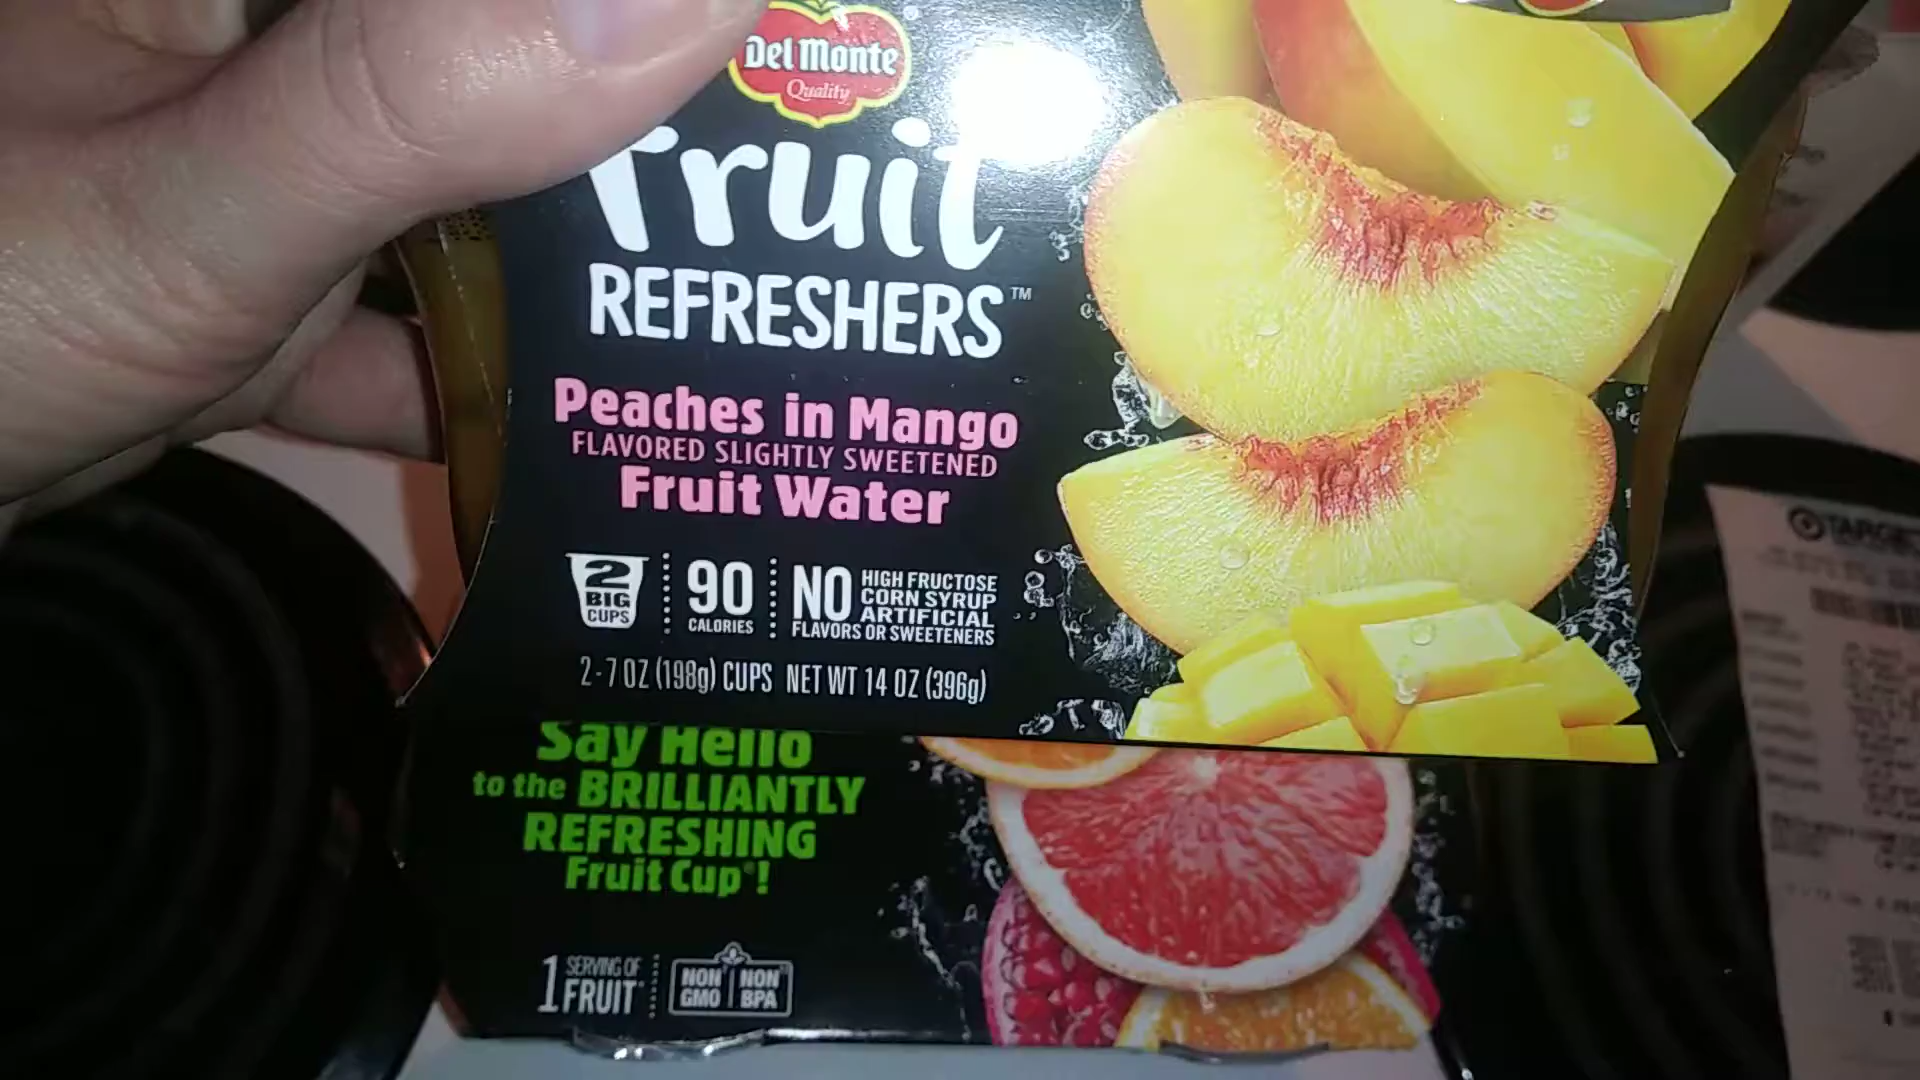 Del Monte
Quality
fruit
REFRESHERS™
Peaches in Mango
FLAVORED SLIGHTLY SWEETENED
Fruit Water
2
BIG
CUPS
90
CALORIES
NO HIGH FRUCTOSE
CORN SYRUP
ARTIFICIAL
FLAVORS OR SWEETENERS
2-7 OZ (198g) CUPS NET WT 14 OZ (396g)
Say Hello
to the BRILLIANTLY
REFRESHING
Fruit Cup®!
1 SERVING OF
FRUIT
NON GMO
NON BPA
TARGET